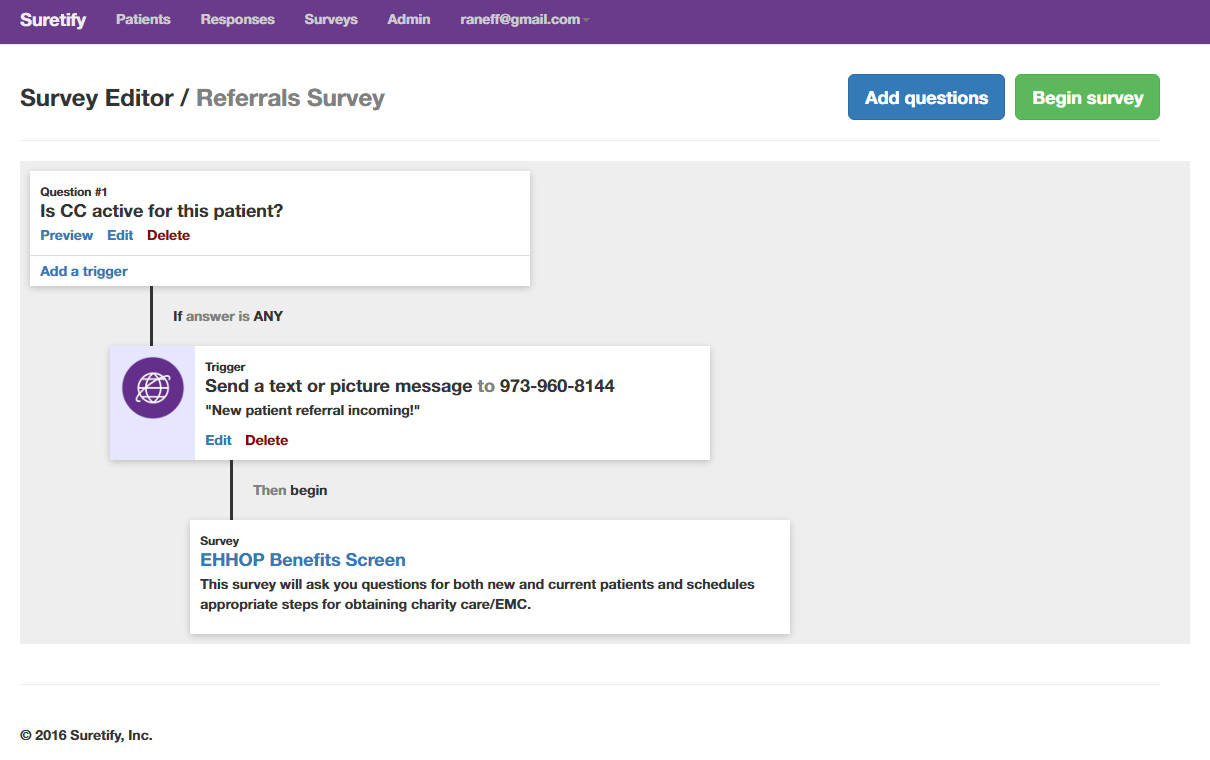 Suretify Patients Responses Surveys Admin raneff@gmail.com
Survey Editor / Referrals Survey Add questions Begin survey
Question #1
Is CC active for this patient?
Preview Edit Delete
Add a trigger
If answer is ANY
Trigger
Send a text or picture message to 973-960-8144
"New patient referral incoming!"
Edit Delete
Then begin
Survey
EHHOP Benefits Screen
This survey will ask you questions for both new and current patients and schedules
appropriate steps for obtaining charity care/EMC.
© 2016 Suretify, Inc.